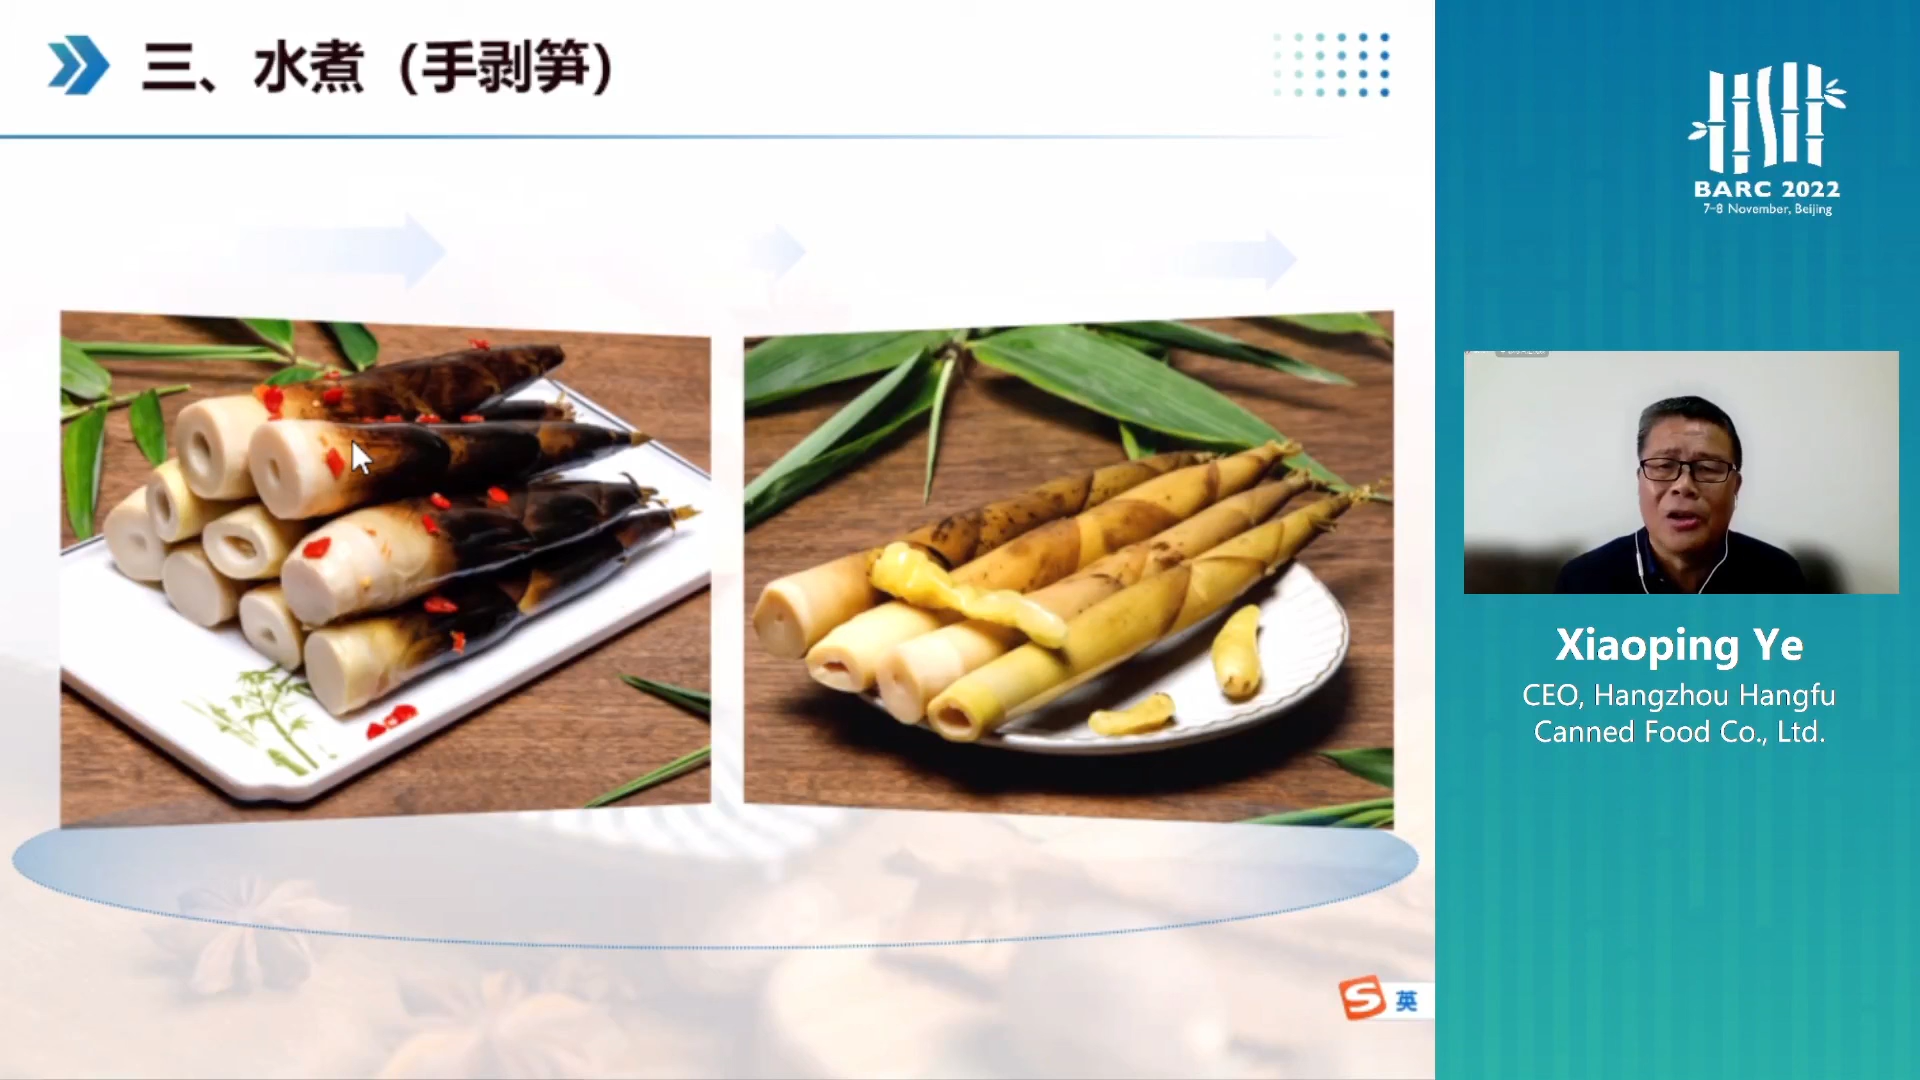 三、水煮（手剥笋）
BARC 2022
7-8 November, Beijing
Xiaoping Ye
CEO, Hangzhou Hangfu
Canned Food Co., Ltd.
S 英